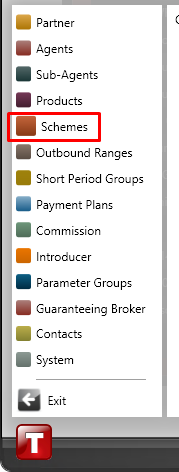 Partner
Agents
Sub-Agents
Products
Schemes
Outbound Ranges
Short Period Groups
Payment Plans
Commission
Introducer
Parameter Groups
Guaranteeing Broker
Contacts
System
Exit
T